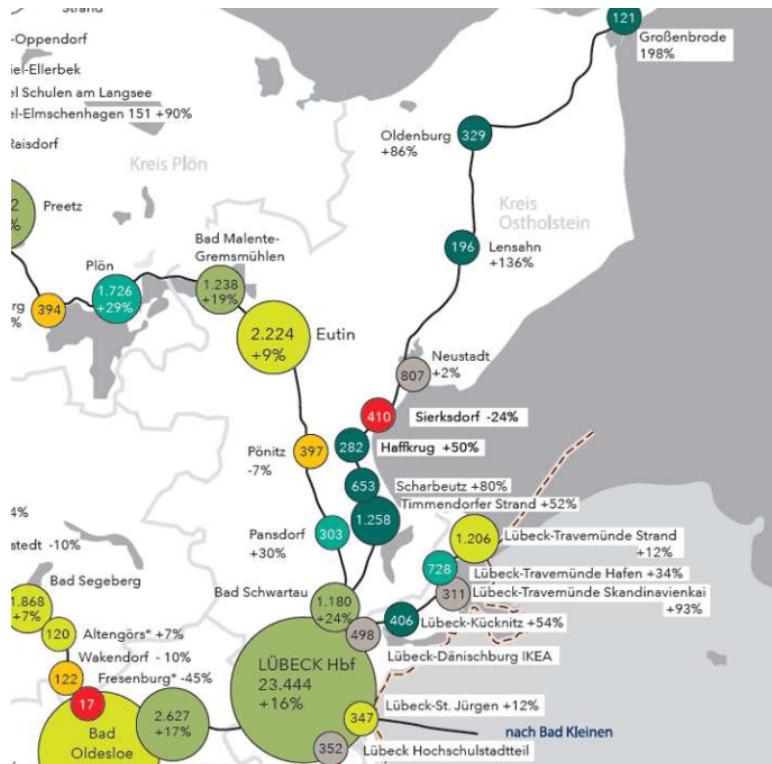 Strand
-Oppendorf
iel-Ellerbek
el Schulen am Langsee
el-Elmschenhagen 151 +90%
Raisdorf
Kreis Plön
2
%
Preetz
Plön
1.726
+29%
Bad Malente-
Gremsmühlen
1.238
+19%
rg
394
%
2.224
+9%
Eutin
121
Großenbrode
198%
Oldenburg
+86%
329
Kreis
Ostholstein
196
Lensahn
+136%
Neustadt
+2%
807
410
Sierksdorf -24%
282
Haffkrug +50%
Pönitz
-7%
397
653
Scharbeutz +80%
Timmendorfer Strand +52%
1.258
Pansdorf
+30%
303
1.206
Lübeck-Travemünde Strand
+12%
728
Lübeck-Travemünde Hafen +34%
311
Lübeck-Travemünde Skandinavienkai
+93%
4%
stedt -10%
Bad Segeberg
1.868
+7%
120
Altengörs* +7%
Wakendorf - 10%
122
Fresenburg* -45%
17
Bad
Oldesloe
2.627
+17%
Bad Schwartau
1.180
+24%
406
Lübeck-Kücknitz +54%
498
Lübeck-Dänischburg IKEA
LÜBECK Hbf
23.444
+16%
347
Lübeck-St. Jürgen +12%
nach Bad Kleinen
352
Lübeck Hochschulstadtteil